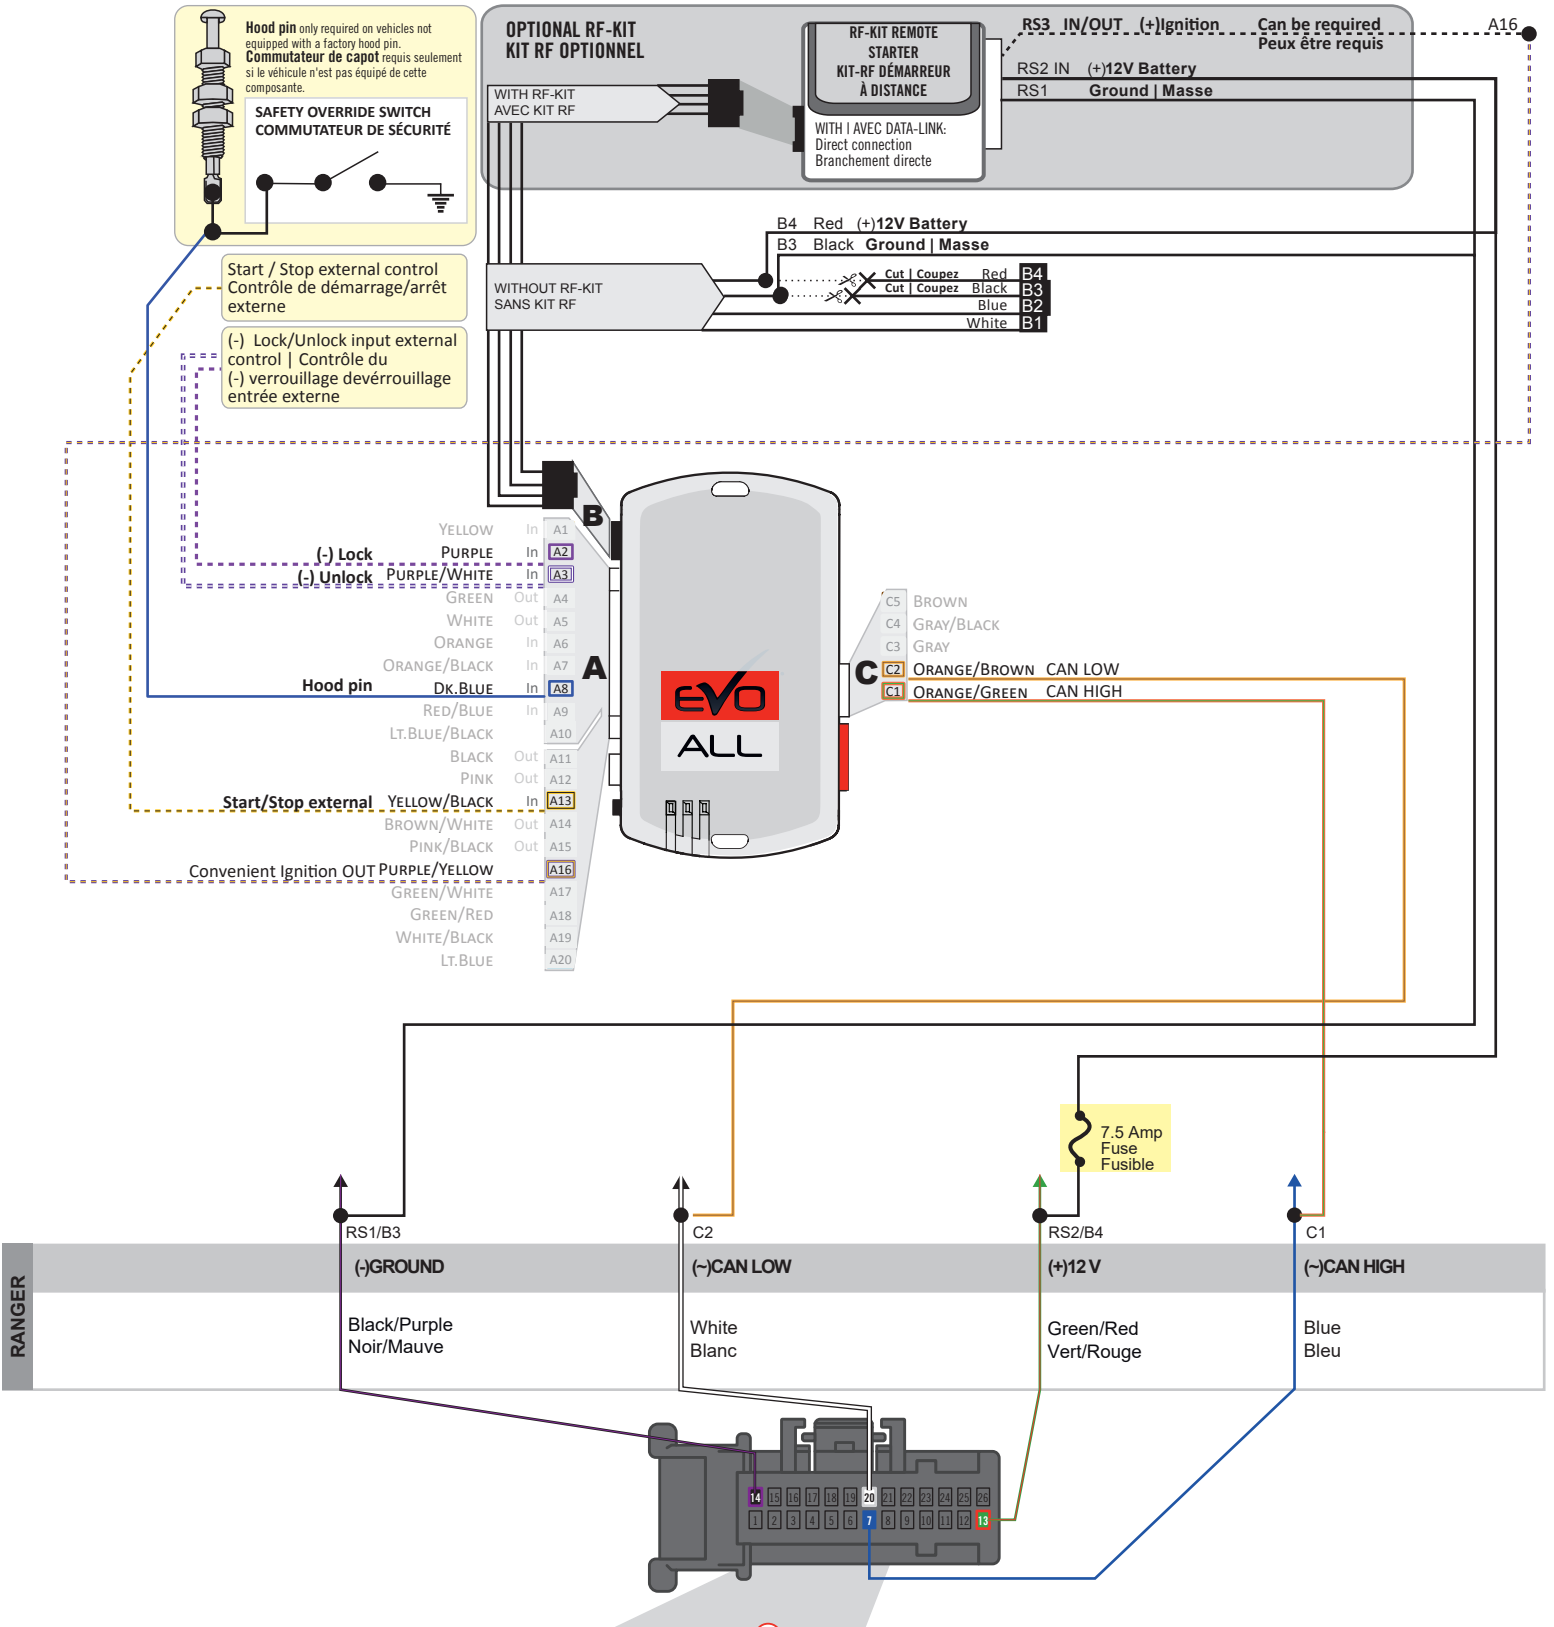 Hood pin only required on vehicles not
equipped with a factory hood pin.
Commutateur de capot requis seulement
si le véhicule n'est pas équipé de cette
composante.
SAFETY OVERRIDE SWITCH
COMMUTATEUR DE SÉCURITÉ
OPTIONAL RF-KIT
KIT RF OPTIONNEL
WITH RF-KIT
AVEC KIT RF
RF-KIT REMOTE
STARTER
KIT-RF DÉMARREUR
À DISTANCE
WITH | AVEC DATA-LINK:
Direct connection
Branchement directe
RS3 IN/OUT (+)Ignition Can be required A16
Peux être requis
RS2 IN (+)12V Battery
RS1 Ground | Masse
B4 Red (+)12V Battery
B3 Black Ground | Masse
WITHOUT RF-KIT
SANS KIT RF
Cut | Coupez Red B4
Cut | Coupez Black B3
Blue B2
White B1
Start / Stop external control
Contrôle de démarrage/arrêt
externe
(-) Lock/Unlock input external
control | Contrôle du
(-) verrouillage devérrouillage
entrée externe
B
YELLOW In A1
(-) Lock PURPLE In A2
(-) Unlock PURPLE/WHITE In A3
GREEN Out A4
WHITE Out A5
ORANGE In A6
ORANGE/BLACK In A7
Hood pin DK.BLUE In A8
RED/BLUE In A9
LT.BLUE/BLACK A10
BLACK Out A11
PINK Out A12
Start/Stop external YELLOW/BLACK In A13
BROWN/WHITE Out A14
PINK/BLACK Out A15
Convenient Ignition OUT PURPLE/YELLOW A16
GREEN/WHITE A17
GREEN/RED A18
WHITE/BLACK A19
LT.BLUE A20
A
EVO
ALL
C
C5 BROWN
C4 GRAY/BLACK
C3 GRAY
C2 ORANGE/BROWN CAN LOW
C1 ORANGE/GREEN CAN HIGH
7.5 Amp
Fuse
Fusible
RS1/B3 C2 RS2/B4 C1
RANGER
(-)GROUND (~)CAN LOW (+)12 V (~)CAN HIGH
Black/Purple White Green/Red Blue
Noir/Mauve Blanc Vert/Rouge Bleu
14 15 16 17 18 19 20 21 22 23 24 25 26
1 2 3 4 5 6 7 8 9 10 11 12 13